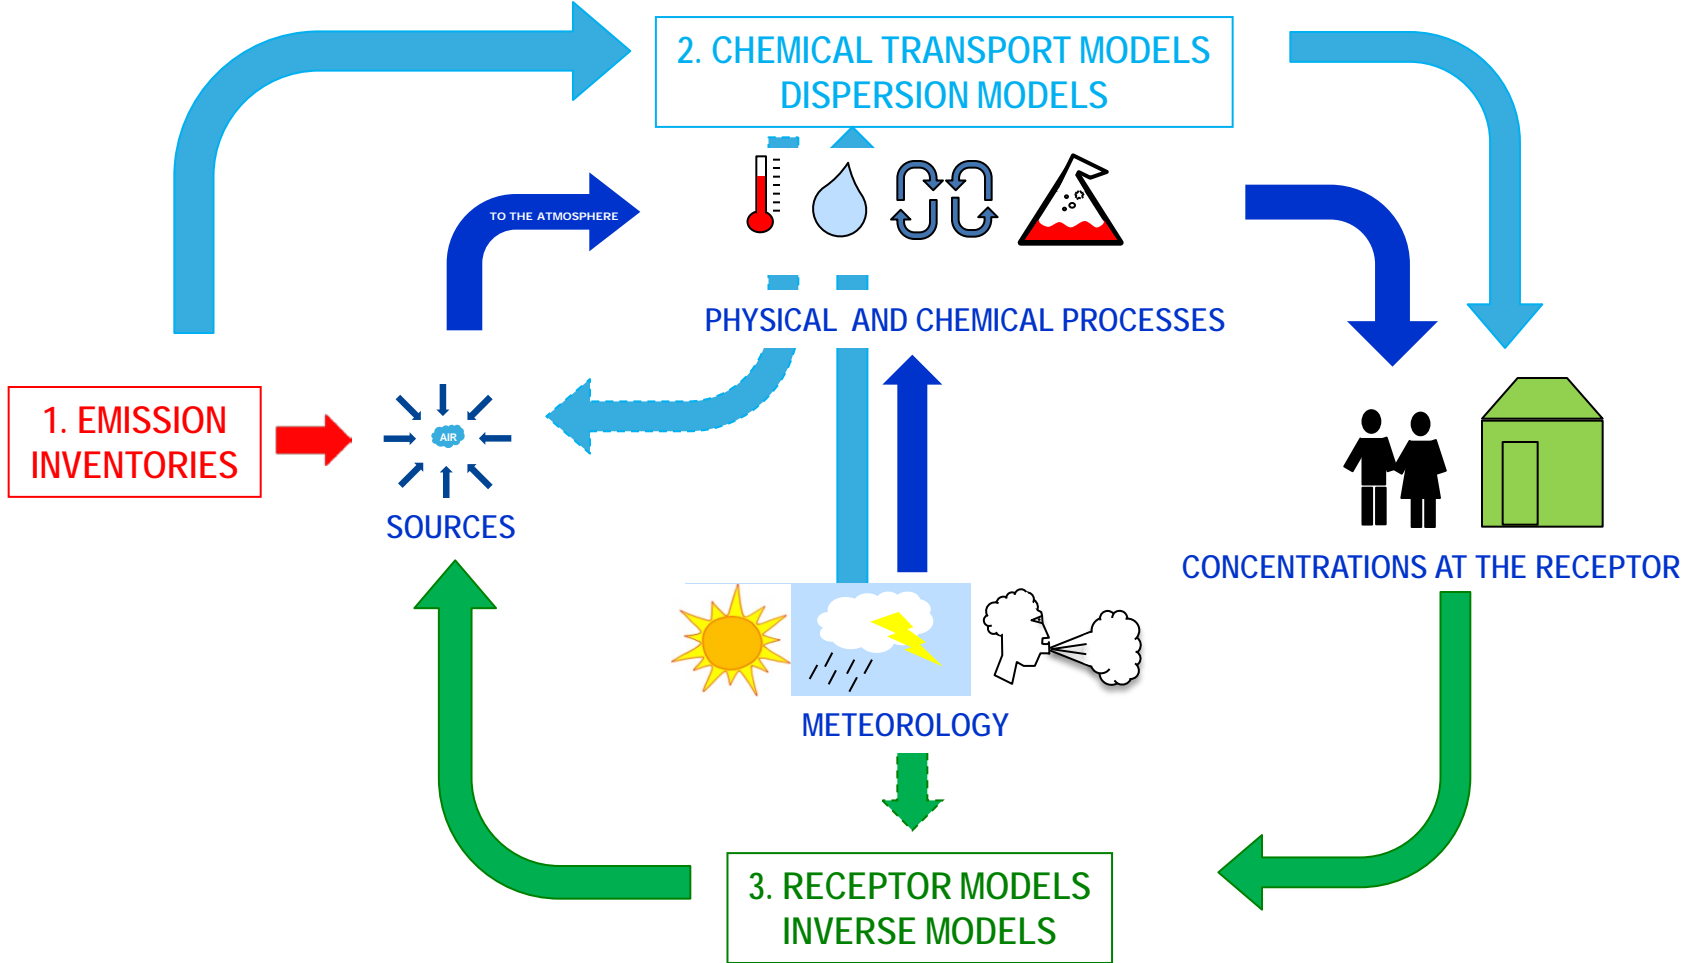 2. CHEMICAL TRANSPORT MODELS
DISPERSION MODELS
TO THE ATMOSPHERE
PHYSICAL AND CHEMICAL PROCESSES
1. EMISSION
INVENTORIES
AIR
SOURCES
CONCENTRATIONS AT THE RECEPTOR
METEOROLOGY
3. RECEPTOR MODELS
INVERSE MODELS